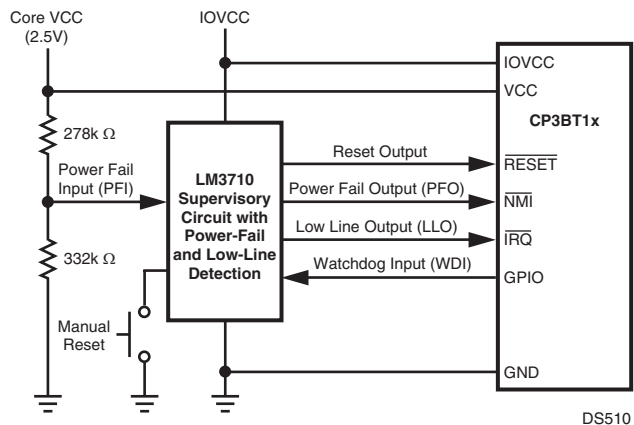 Core VCC
(2.5V)
IOVCC
IOVCC
VCC
CP3BT1x
278k Ω
Power Fail
Input (PFI)
332k Ω
Manual
Reset
LM3710
Supervisory
Circuit with
Power-Fail
and Low-Line
Detection
Reset Output
RESET
Power Fail Output (PFO)
NMI
Low Line Output (LLO)
IRQ
Watchdog Input (WDI)
GPIO
GND
DS510